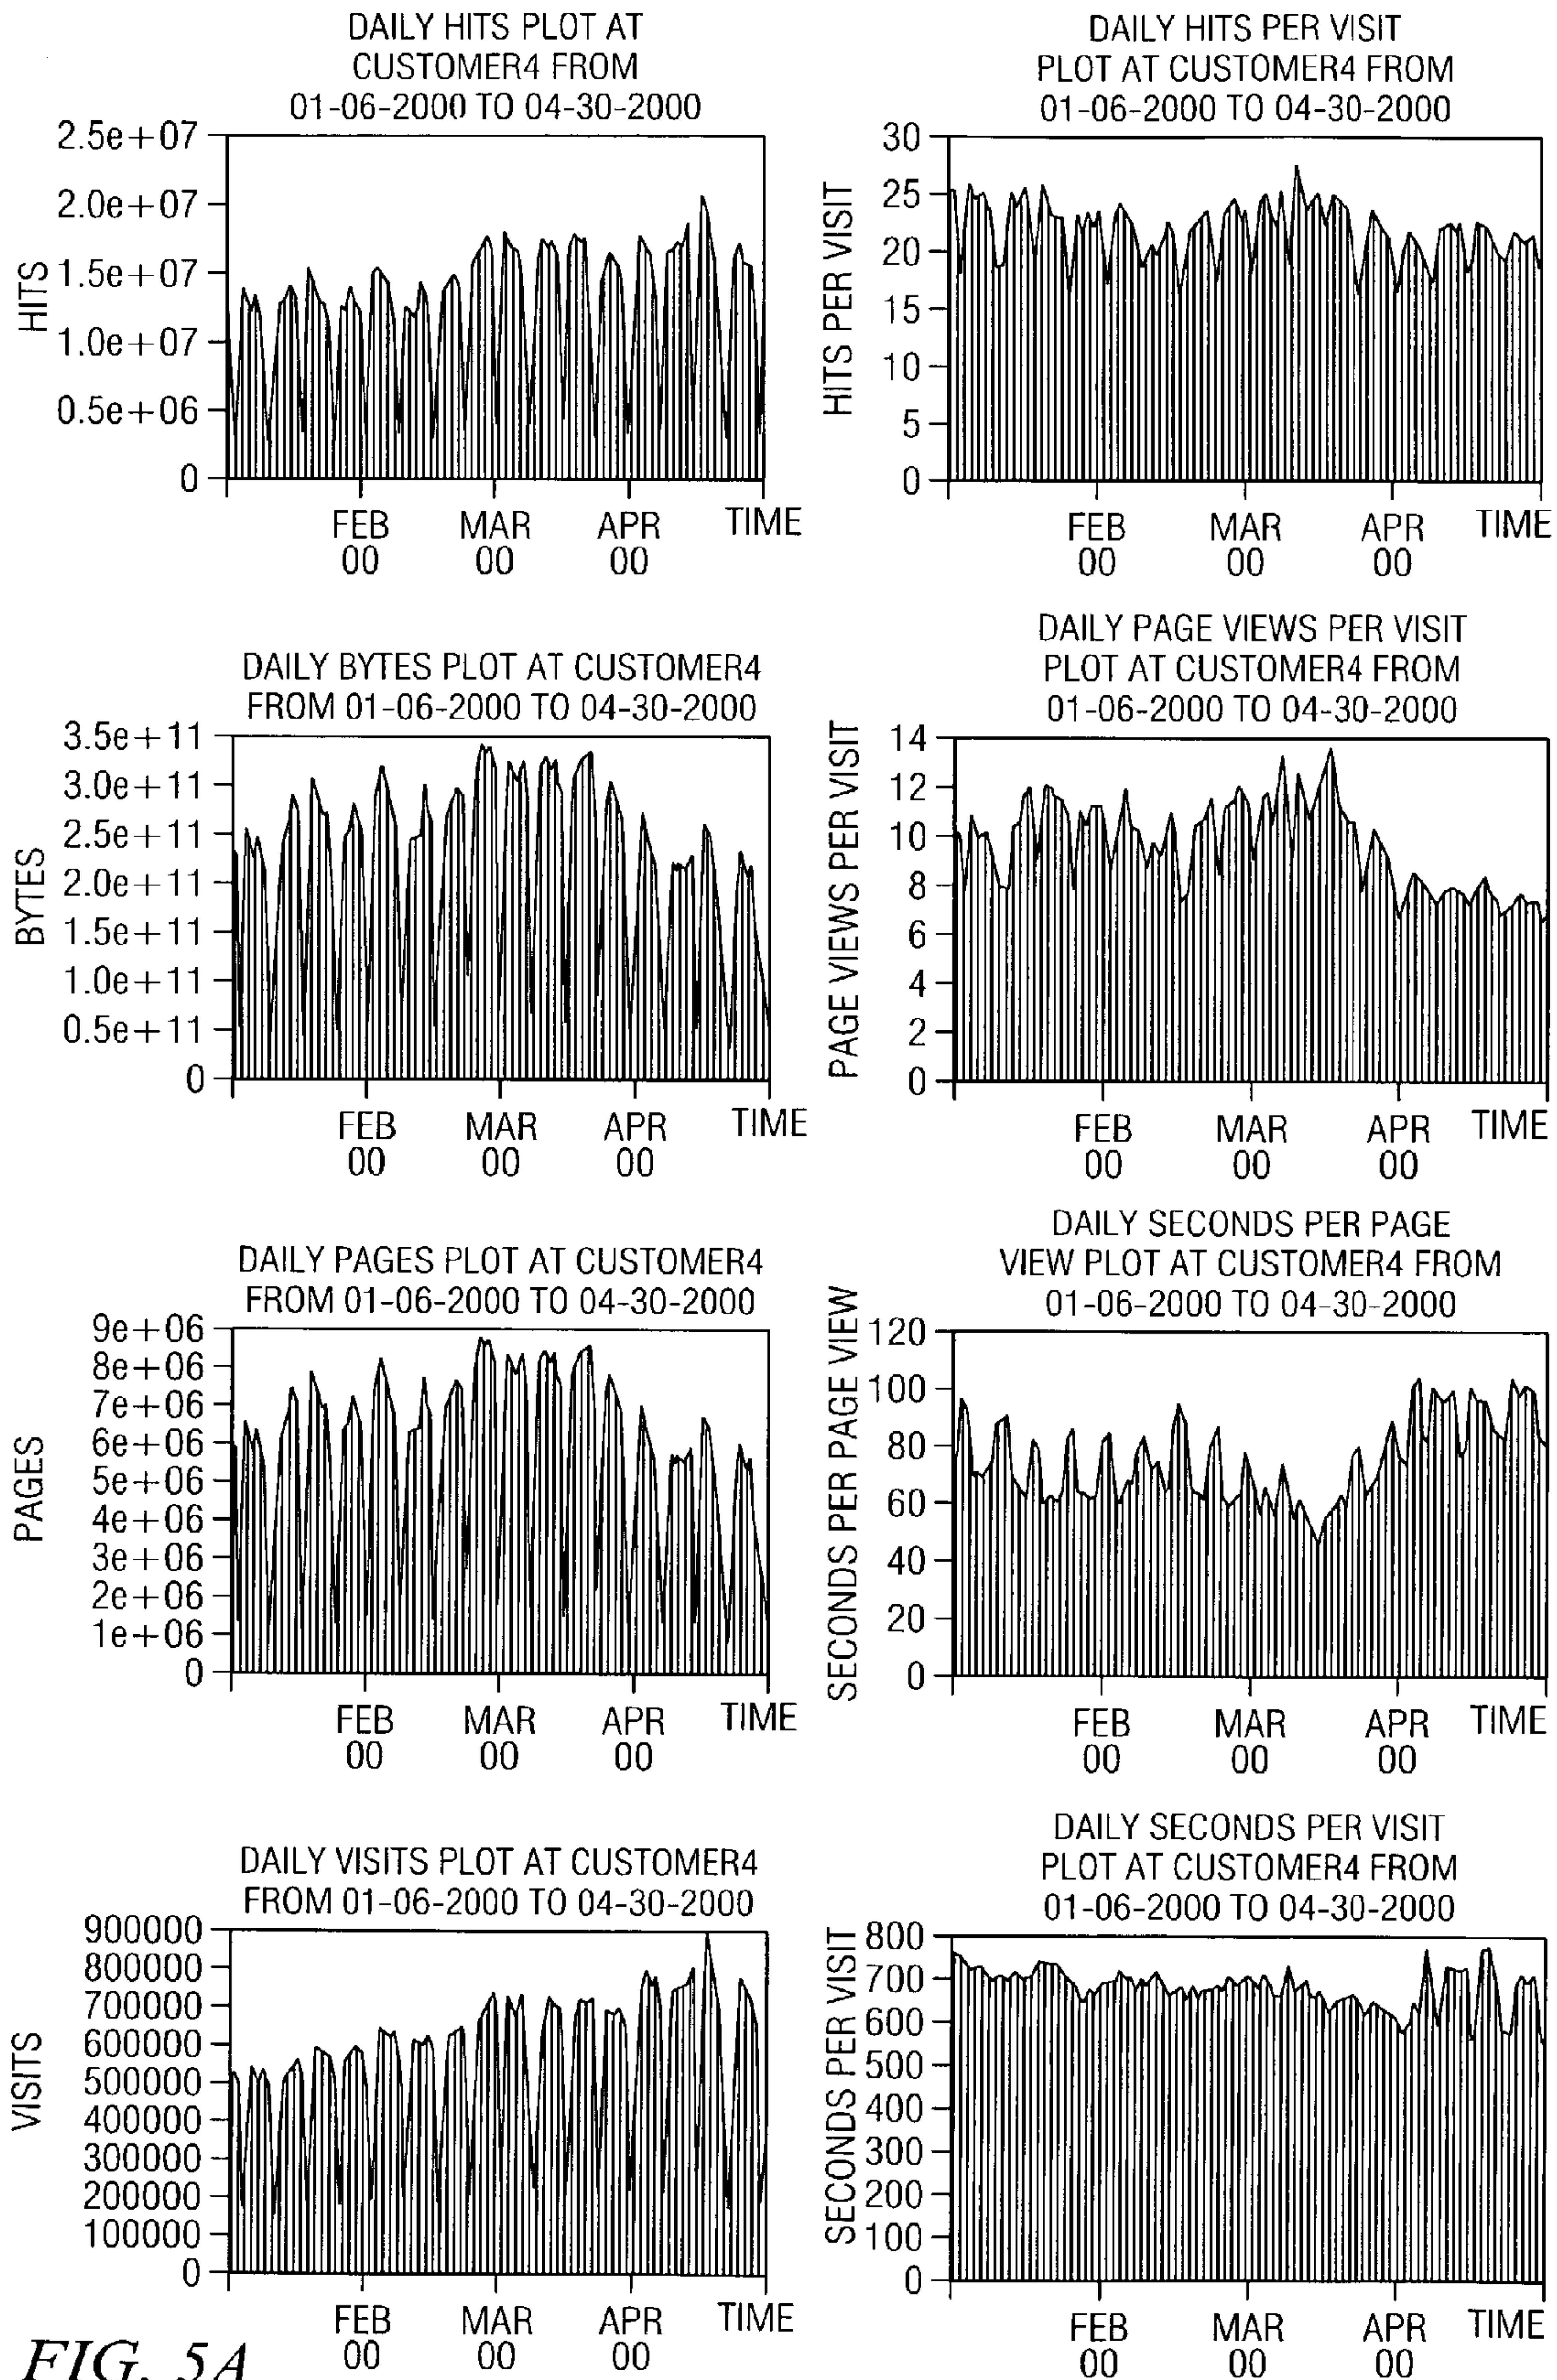 DAILY HITS PLOT AT
CUSTOMER4 FROM
01-06-2000 TO 04-30-2000
2.5e+07
2.0e+07
1.5e+07
1.0e+07
0.5e+06
0
HITS
FEB
00
MAR
00
APR
00
TIME
DAILY HITS PER VISIT
PLOT AT CUSTOMER4 FROM
01-06-2000 TO 04-30-2000
30
25
20
15
10
5
0
HITS PER VISIT
FEB
00
MAR
00
APR
00
TIME
DAILY BYTES PLOT AT CUSTOMER4
FROM 01-06-2000 TO 04-30-2000
3.5e+11
3.0e+11
2.5e+11
2.0e+11
1.5e+11
1.0e+11
0.5e+11
0
BYTES
FEB
00
MAR
00
APR
00
TIME
DAILY PAGE VIEWS PER VISIT
PLOT AT CUSTOMER4 FROM
01-06-2000 TO 04-30-2000
14
12
10
8
6
4
2
0
PAGE VIEWS PER VISIT
FEB
00
MAR
00
APR
00
TIME
DAILY PAGES PLOT AT CUSTOMER4
FROM 01-06-2000 TO 04-30-2000
9e+06
8e+06
7e+06
6e+06
5e+06
4e+06
3e+06
2e+06
1e+06
0
PAGES
FEB
00
MAR
00
APR
00
TIME
DAILY SECONDS PER PAGE
VIEW PLOT AT CUSTOMER4 FROM
01-06-2000 TO 04-30-2000
120
100
80
60
40
20
0
SECONDS PER PAGE VIEW
FEB
00
MAR
00
APR
00
TIME
DAILY VISITS PLOT AT CUSTOMER4
FROM 01-06-2000 TO 04-30-2000
900000
800000
700000
600000
500000
400000
300000
200000
100000
0
VISITS
FEB
00
MAR
00
APR
00
TIME
DAILY SECONDS PER VISIT
PLOT AT CUSTOMER4 FROM
01-06-2000 TO 04-30-2000
800
700
600
500
400
300
200
100
0
SECONDS PER VISIT
FEB
00
MAR
00
APR
00
TIME
FIG. 5A